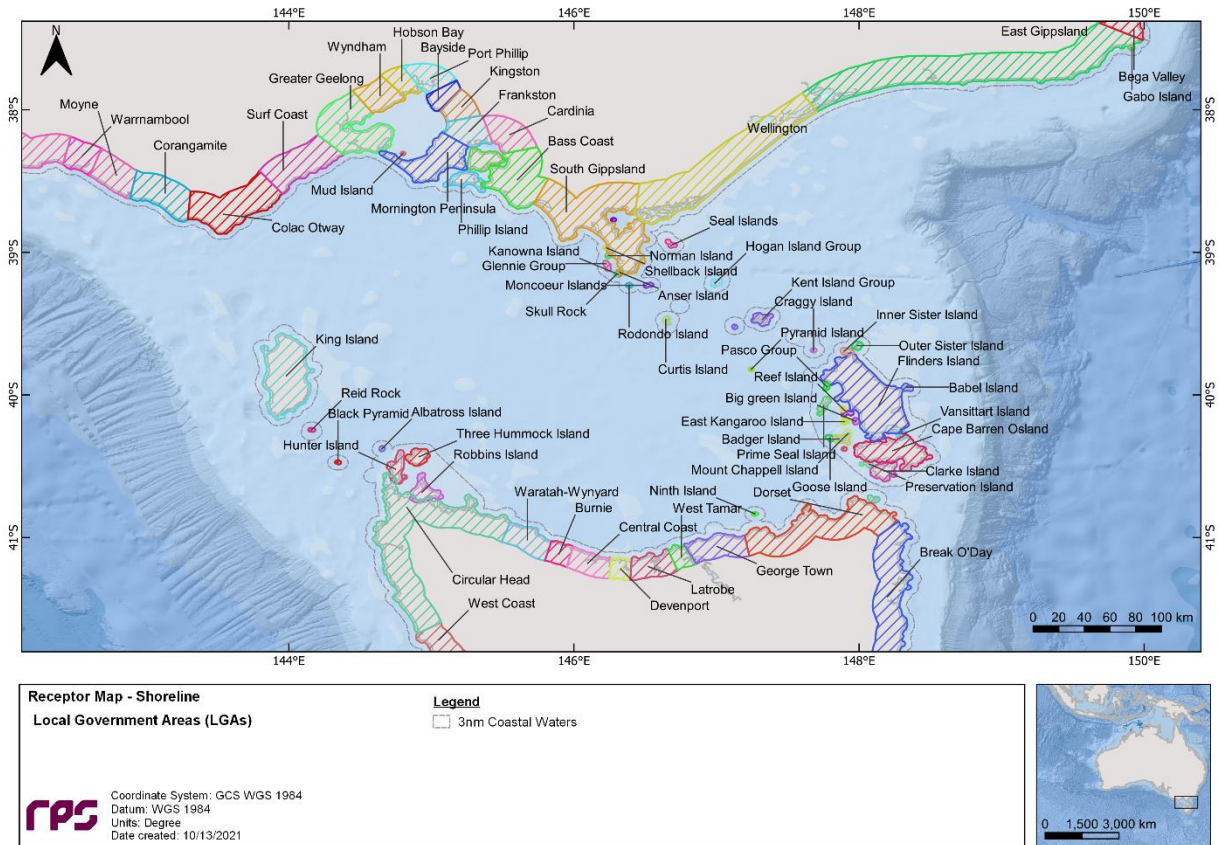 144°E
146°E
148°E
150°E
N
Hobson Bay
Bayside
Port Phillip
Wyndham
Kingston
Greater Geelong
Frankston
Moyne
Surf Coast
Cardinia
Warrnambool
Bass Coast
Corangamite
South Gippsland
Wellington
East Gippsland
Bega Valley
Gabo Island
38°S
38°S
Mud Island
Mornington Peninsula
Phillip Island
Colac Otway
Seal Islands
Kanowna Island
Norman Island
Hogan Island Group
39°S
39°S
Glennie Group
Shellback Island
Kent Island Group
Moncoeur Islands
Anser Island
Craggy Island
Skull Rock
Rodondo Island
Pyramid Island
Inner Sister Island
King Island
Curtis Island
Pasco Group
Outer Sister Island
Flinders Island
Reef Island
Babel Island
40°S
40°S
Reid Rock
Big green Island
Black Pyramid
Albatross Island
East Kangaroo Island
Vansittart Island
Hunter Island
Three Hummock Island
Badger Island
Cape Barren Osland
Robbins Island
Prime Seal Island
Mount Chappell Island
Clarke Island
Waratah-Wynyard
Ninth Island
Dorset
Goose Island
Preservation Island
Burnie
West Tamar
Central Coast
41°S
41°S
Break O'Day
Circular Head
George Town
Latrobe
West Coast
Devenport
0 20 40 60 80 100 km
144°E
146°E
148°E
150°E
Receptor Map - Shoreline
Local Government Areas (LGAs)
Legend
3nm Coastal Waters
rps
Coordinate System: GCS WGS 1984
Datum: WGS 1984
Units: Degree
Date created: 10/13/2021
0 1,500 3,000 km